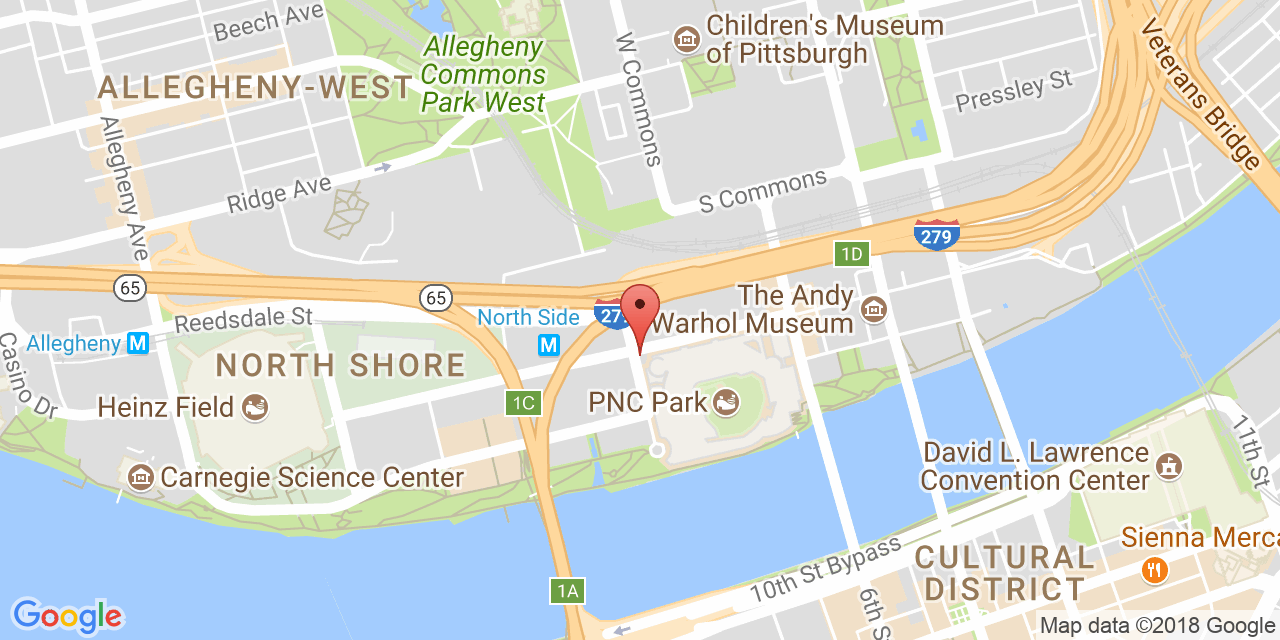 Beech Ave
Allegheny
Commons
Park West
W Commons
Children's Museum
of Pittsburgh
Veterans Bridge
Pressley St
ALLEGHENY-WEST
Allegheny Ave
Ridge Ave
S Commons
279
1D
65
65
The Andy
Warhol Museum
North Side
M
27
Reedsdale St
Allegheny M
Casino Dr
NORTH SHORE
PNC Park
1C
Heinz Field
11th St
David L. Lawrence
Convention Center
Carnegie Science Center
Sienna Merca
CULTURAL
DISTRICT
10th St Bypass
6th St
1A
Google
Map data ©2018 Google